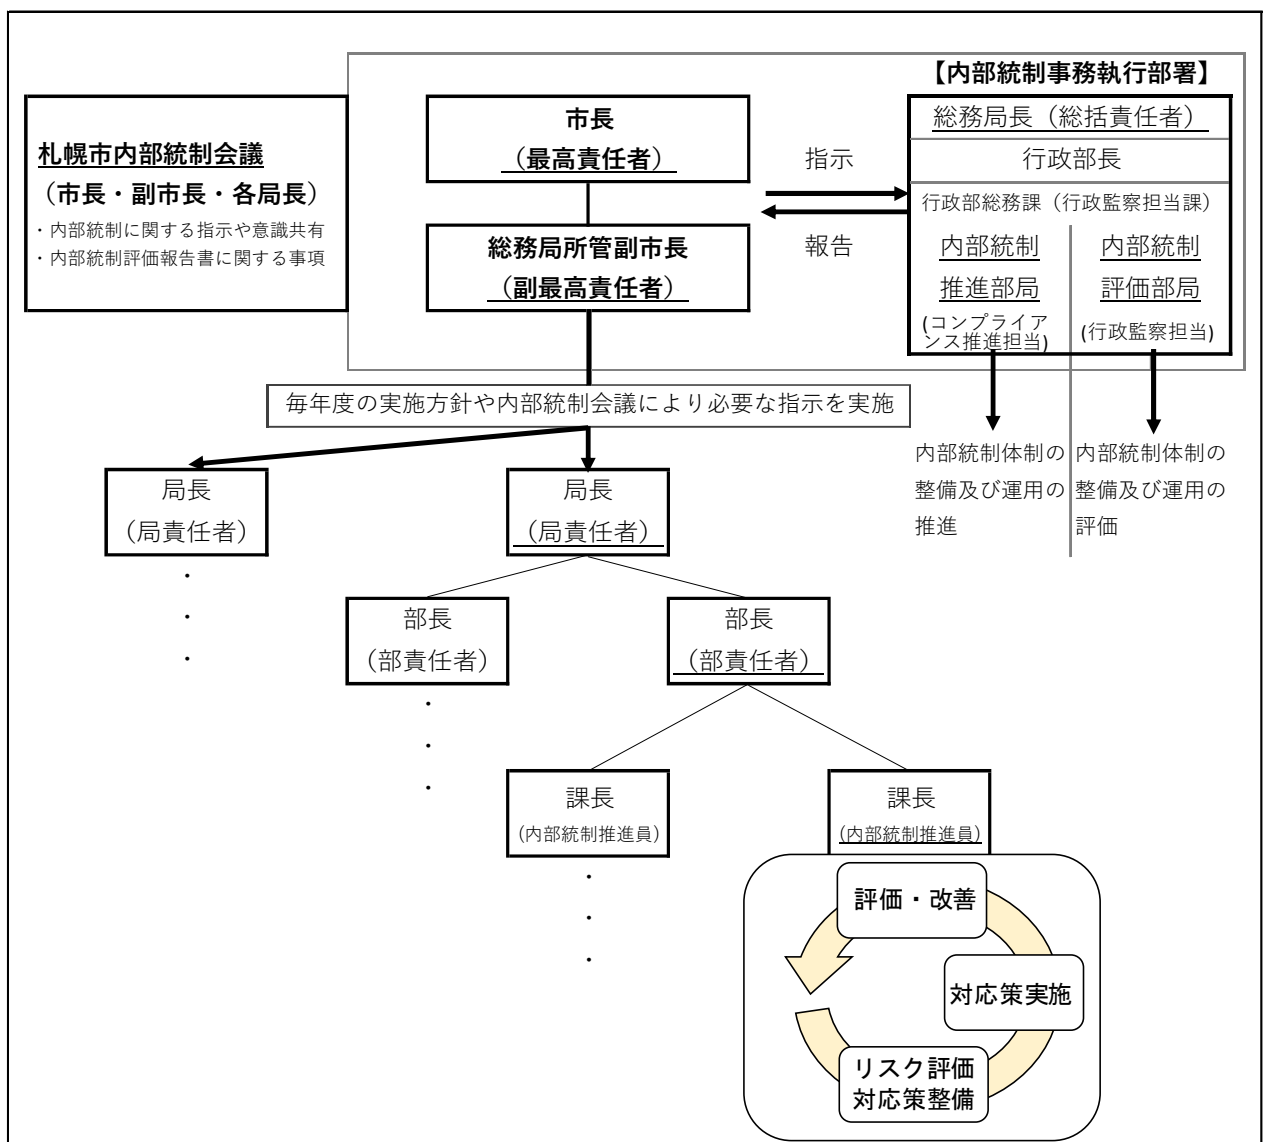 札幌市内部統制会議
（市長・副市長・各局長）
・内部統制に関する指示や意識共有
・内部統制評価報告書に関する事項
市長
（最高責任者）
総務局所管副市長
（副最高責任者）
指示
報告
【内部統制事務執行部署】
総務局長（総括責任者）
行政部長
行政部総務課（行政監察担当課）
内部統制
推進部局
(コンプライア
ンス推進担当)
内部統制
評価部局
(行政監察担当)
内部統制体制の
整備及び運用の
推進
内部統制体制の
整備及び運用の
評価
毎年度の実施方針や内部統制会議により必要な指示を実施
局長
（局責任者）
・
・
・
局長
（局責任者）
部長
（部責任者）
・
・
・
部長
（部責任者）
課長
(内部統制推進員)
・
・
・
課長
(内部統制推進員)
評価・改善
対応策実施
リスク評価
対応策整備